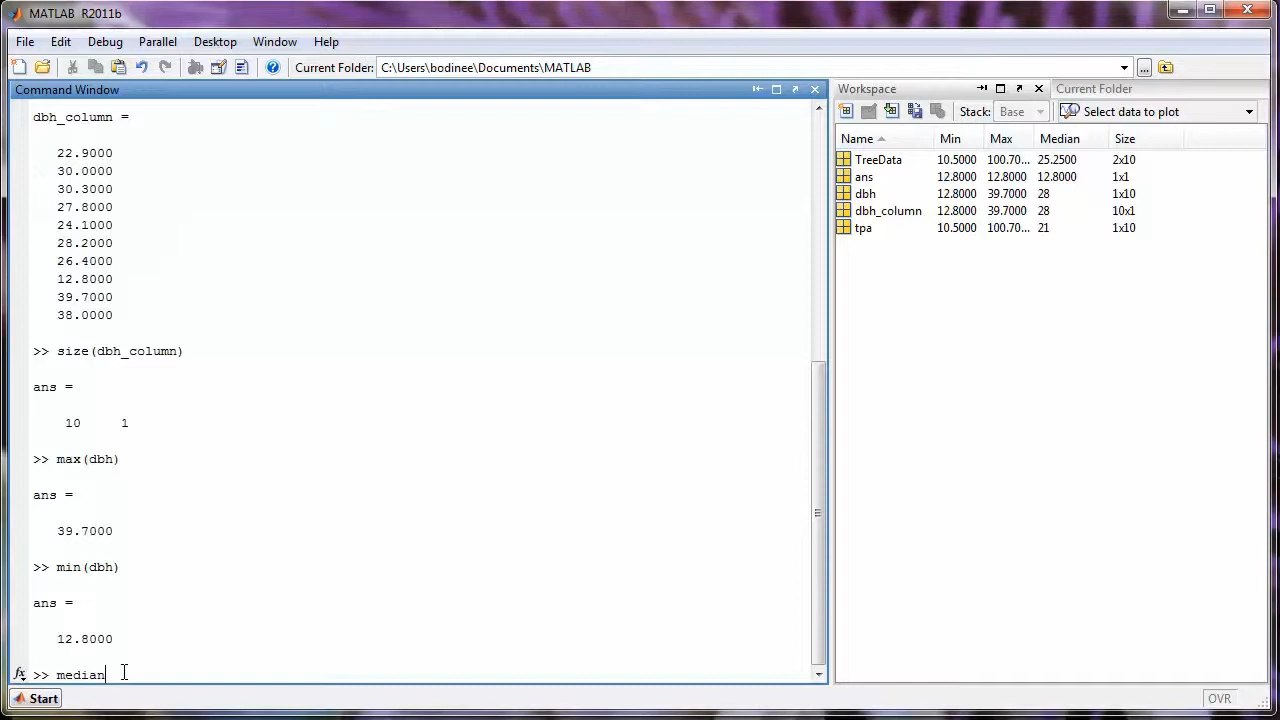 MATLAB R2011b
File Edit Debug Parallel Desktop Window Help
Current Folder: C:\Users\bodinee\Documents\MATLAB
Command Window
dbh_column =
22.9000
30.0000
30.3000
27.8000
24.1000
28.2000
26.4000
12.8000
39.7000
38.0000
>> size(dbh_column)
ans =
10 1
>> max(dbh)
ans =
39.7000
>> min(dbh)
ans =
12.8000
fx >> median
Workspace Current Folder
Stack: Base Select data to plot
Name Min Max Median Size
TreeData 10.5000 100.70... 25.2500 2x10
ans 12.8000 12.8000 12.8000 1x1
dbh 12.8000 39.7000 28 1x10
dbh_column 12.8000 39.7000 28 10x1
tpa 10.5000 100.70... 21 1x10
Start OVR